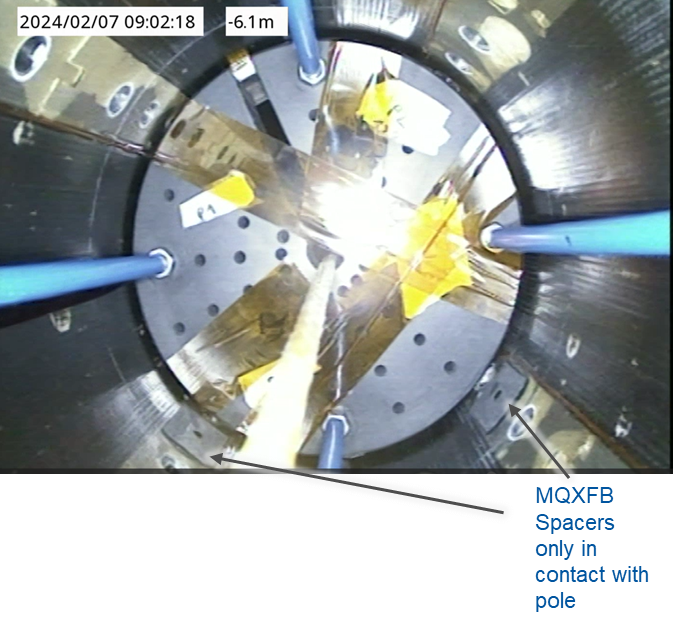 2024/02/07 09:02:18 -6.1m
MQXFB
Spacers
only in
contact with
pole